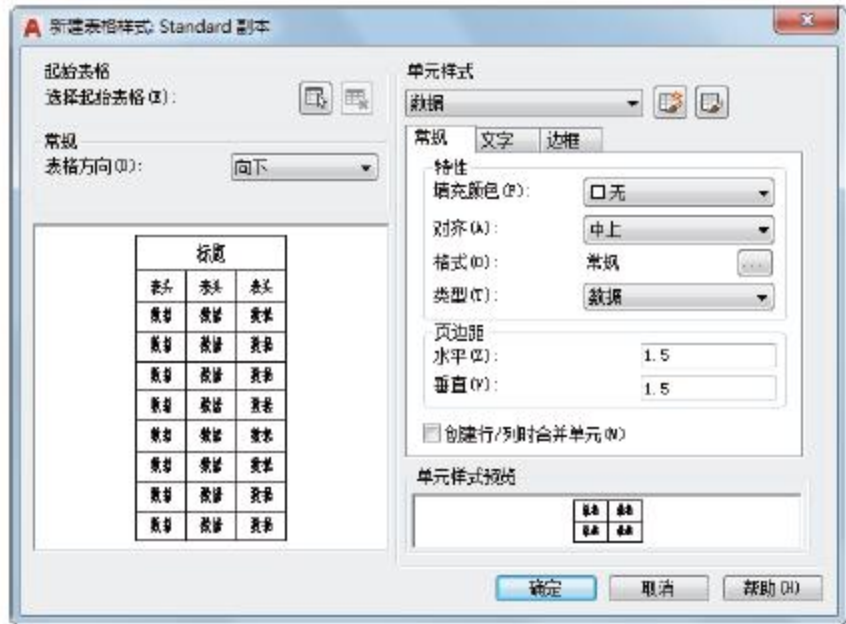 新建表格样式: Standard 副本
起始表格
选择起始表格(E):
常规
表格方向(D):
向下
标题
表头 表头 表头
数据 数据 数据
数据 数据 数据
数据 数据 数据
数据 数据 数据
数据 数据 数据
数据 数据 数据
数据 数据 数据
数据 数据 数据
单元样式
数据
常规 文字 边框
特性
填充颜色(F):
无
对齐(A):
中上
格式(O):
常规
...
类型(T):
数据
页边距
水平(Z):
1.5
垂直(V):
1.5
创建行/列时合并单元(M)
单元样式预览
数据 数据
数据 数据
确定 取消 帮助(H)